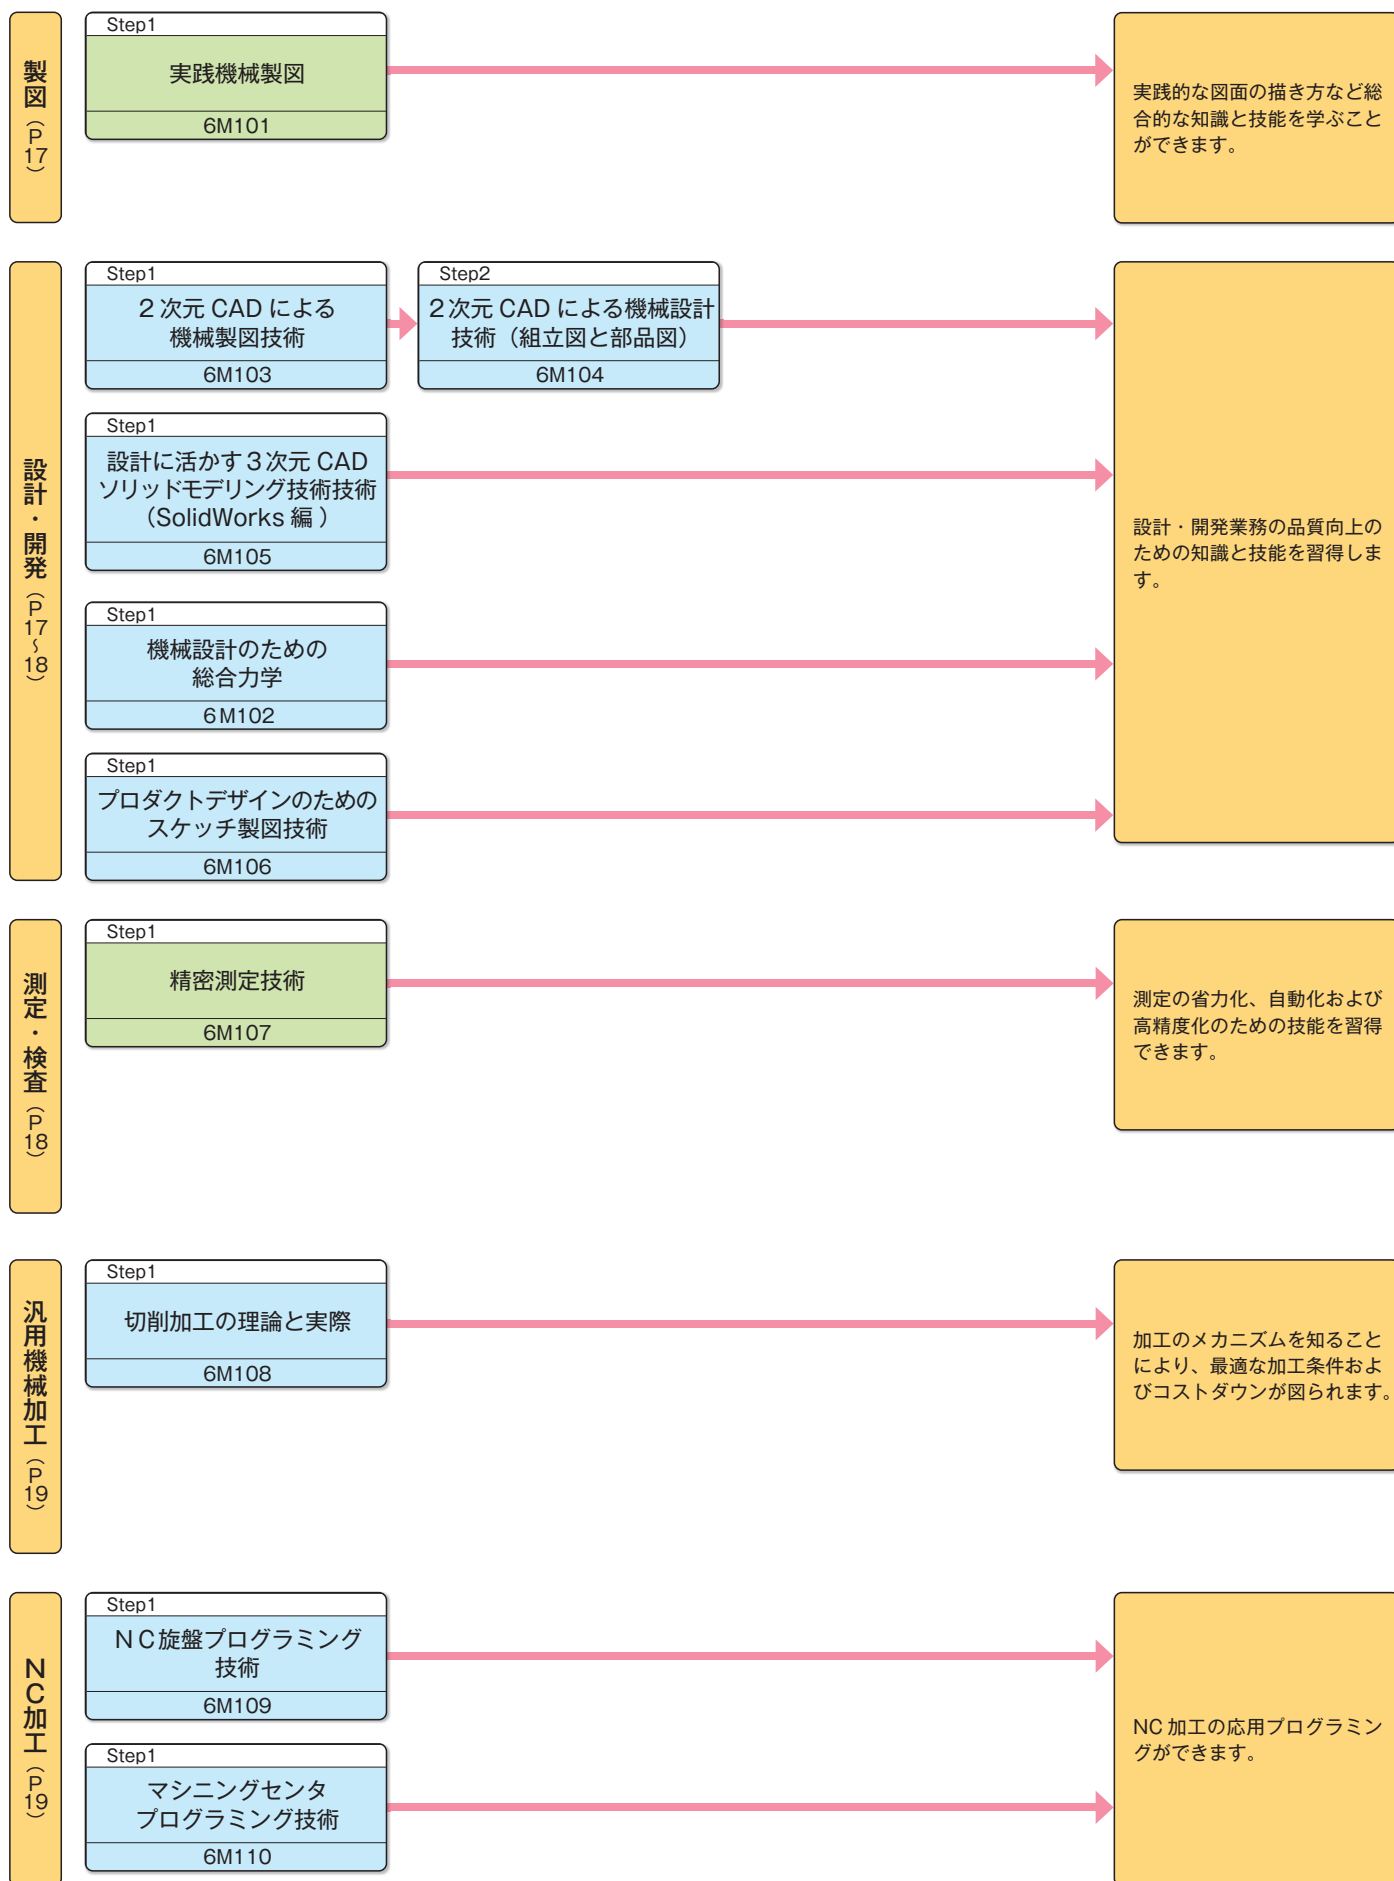 製図（P17）
Step1
実践機械製図
6M101
実践的な図面の描き方など総
合的な知識と技能を学ぶこと
ができます。
設計・開発（P17〜18）
Step1
２次元 CAD による
機械製図技術
6M103
Step2
２次元 CAD による機械設計
技術（組立図と部品図）
6M104
Step1
設計に活かす３次元 CAD
ソリッドモデリング技術技術
（SolidWorks 編 ）
6M105
Step1
機械設計のための
総合力学
6M102
Step1
プロダクトデザインのための
スケッチ製図技術
6M106
設計・開発業務の品質向上の
ための知識と技能を習得しま
す。
測定・検査（P18）
Step1
精密測定技術
6M107
測定の省力化、自動化および
高精度化のための技能を習得
できます。
汎用機械加工（P19）
Step1
切削加工の理論と実際
6M108
加工のメカニズムを知ること
により、最適な加工条件およ
びコストダウンが図られます。
ＮＣ加工（P19）
Step1
ＮＣ旋盤プログラミング
技術
6M109
Step1
マシニングセンタ
プログラミング技術
6M110
NC 加工の応用プログラミン
グができます。